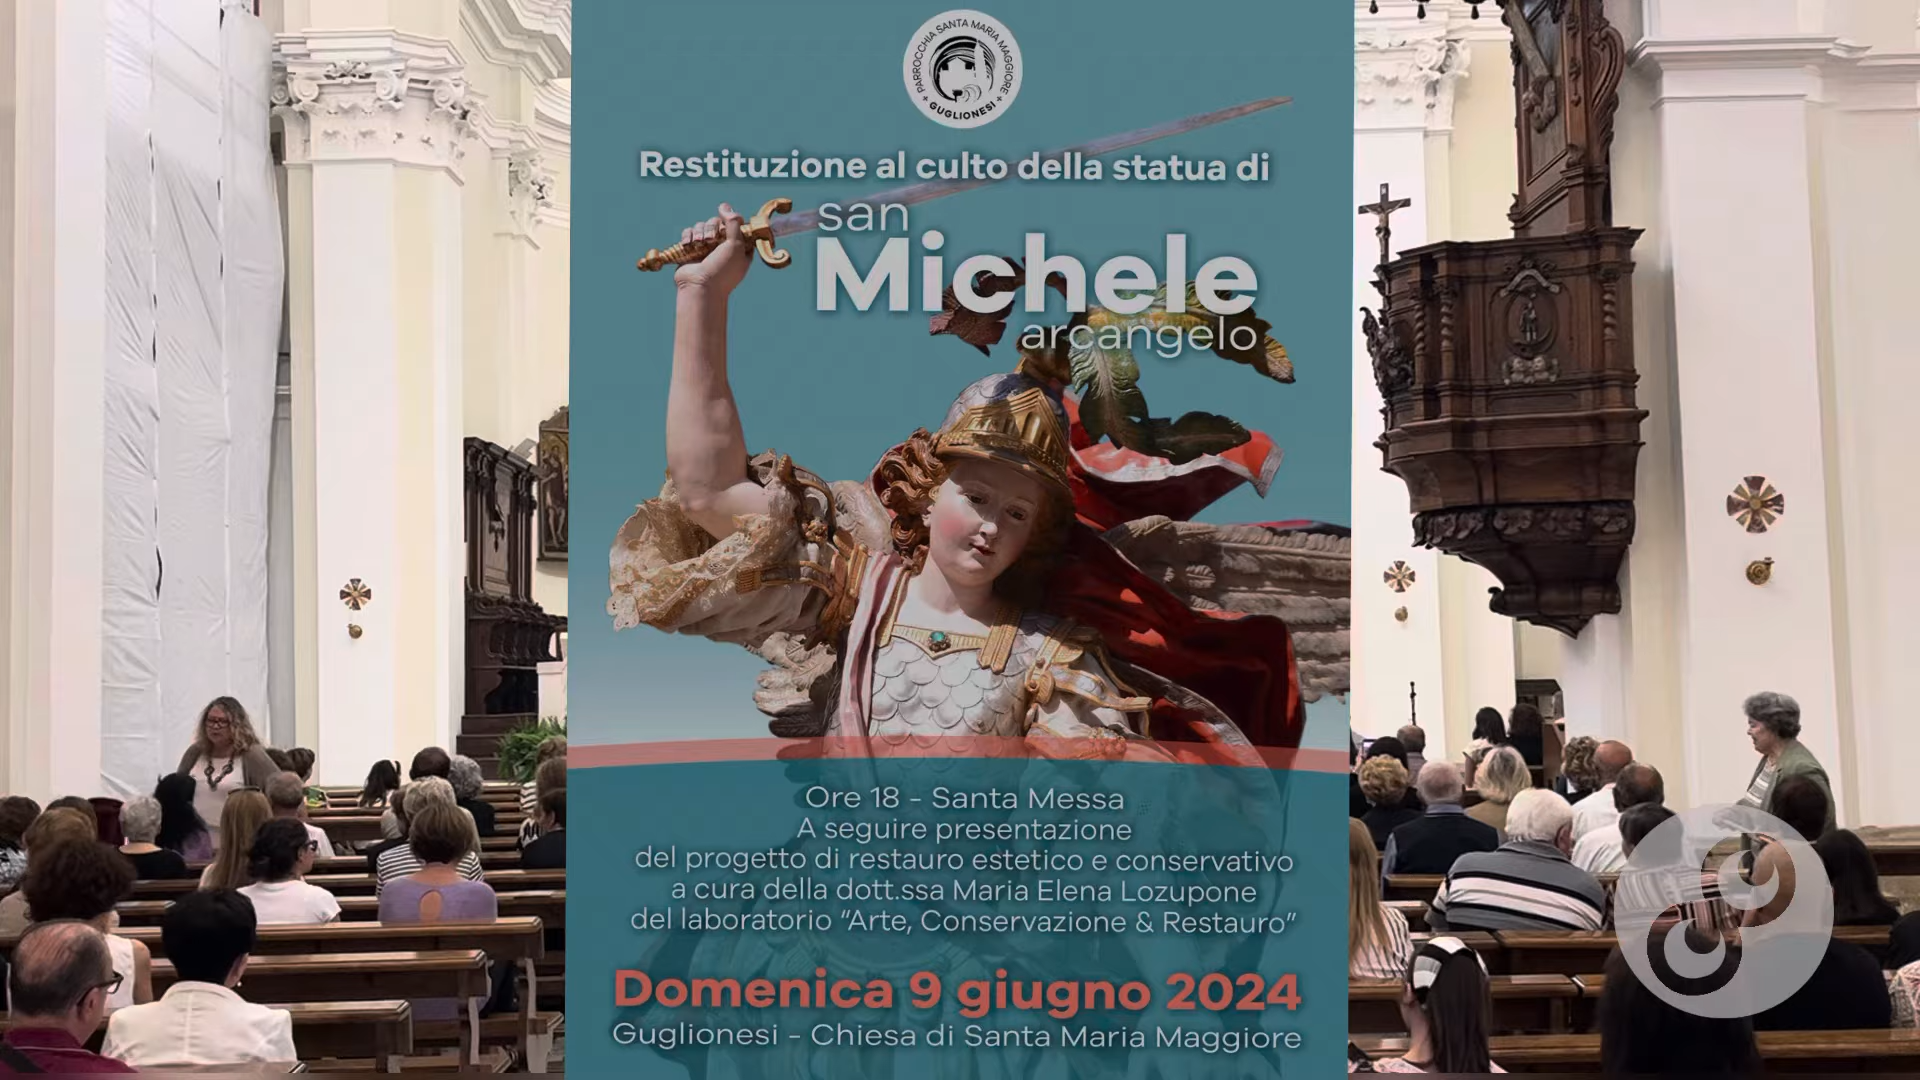 PARROCCHIA SANTA MARIA MAGGIORE
+ GUGLIONESI +
Restituzione al culto della statua di
san
Michele
arcangelo
Ore 18 - Santa Messa
A seguire presentazione
del progetto di restauro estetico e conservativo
a cura della dott.ssa Maria Elena Lozupone
del laboratorio “Arte, Conservazione & Restauro”
Domenica 9 giugno 2024
Guglionesi - Chiesa di Santa Maria Maggiore